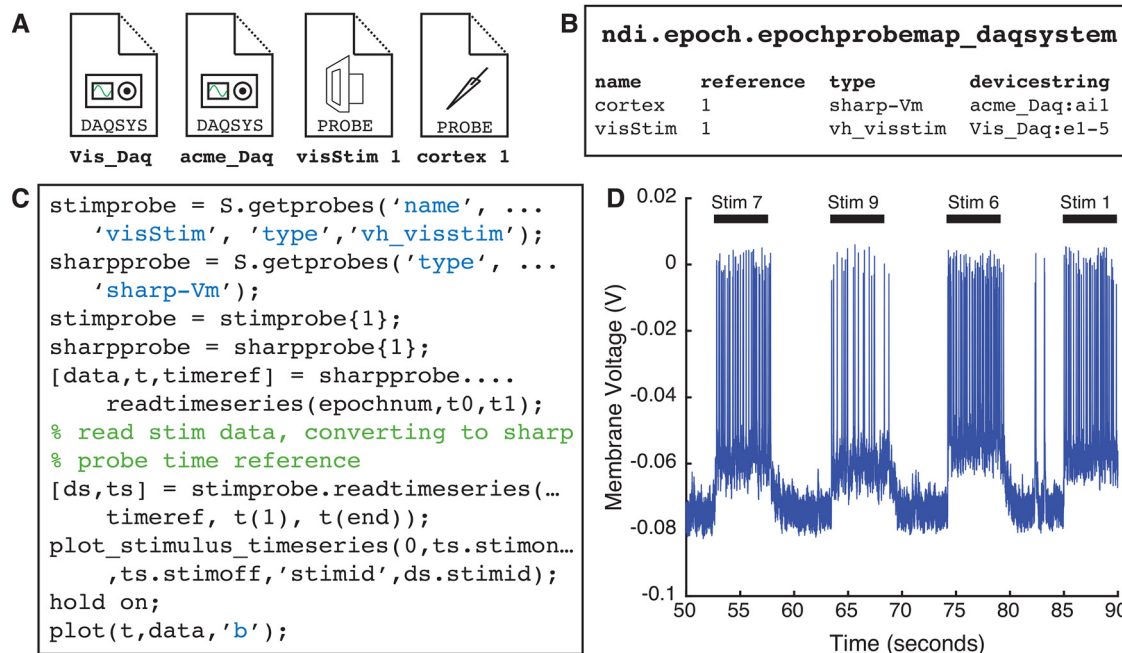 A
DAQSYS
Vis_Daq
DAQSYS
acme_Daq
PROBE
visStim 1
PROBE
cortex 1
B
ndi.epoch.epochprobemap_daqsystem
name reference type devicestring
cortex 1 sharp-Vm acme_Daq:ai1
visStim 1 vh_visstim Vis_Daq:e1-5
C
stimprobe = S.getprobes(‘name’, ...
‘visStim’, ’type’,’vh_visstim’);
sharpprobe = S.getprobes(’type‘, ...
‘sharp-Vm’);
stimprobe = stimprobe{1};
sharpprobe = sharpprobe{1};
[data,t,timeref] = sharpprobe....
readtimeseries(epochnum,t0,t1);
% read stim data, converting to sharp
% probe time reference
[ds,ts] = stimprobe.readtimeseries(…
timeref, t(1), t(end));
plot_stimulus_timeseries(0,ts.stimon…
,ts.stimoff,’stimid’,ds.stimid);
hold on;
plot(t,data,’b’);
D
Stim 7 Stim 9 Stim 6 Stim 1
Membrane Voltage (V)
0.02
0
-0.02
-0.04
-0.06
-0.08
-0.1
50 55 60 65 70 75 80 85 90
Time (seconds)